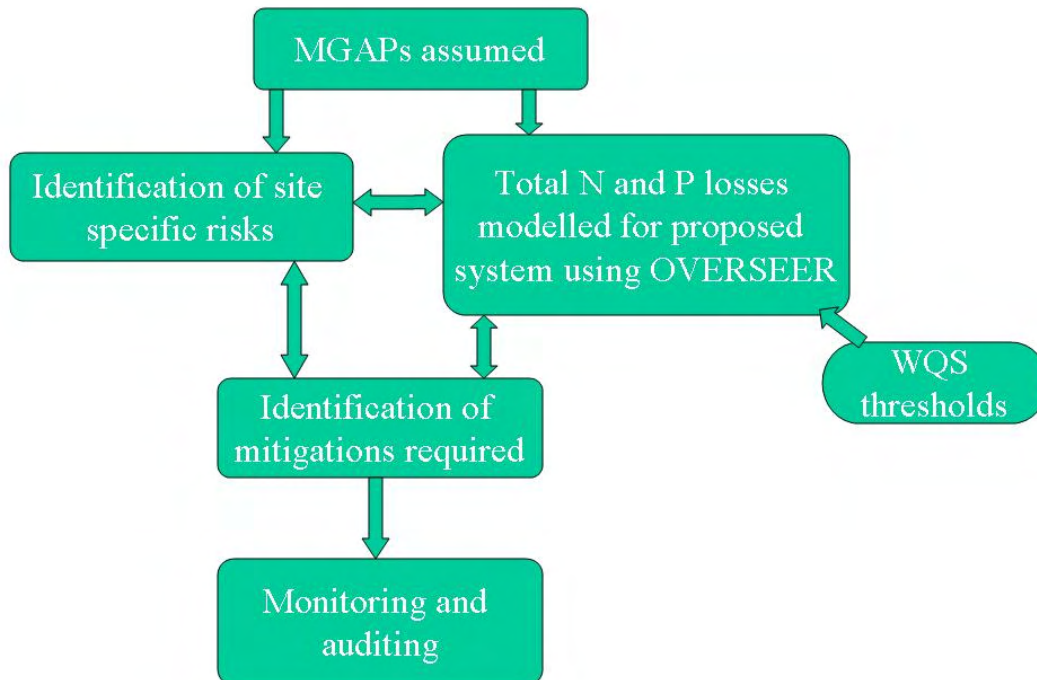 MGAPs assumed
Identification of site
specific risks
Total N and P losses
modelled for proposed
system using OVERSEER
WQS
thresholds
Identification of
mitigations required
Monitoring and
auditing